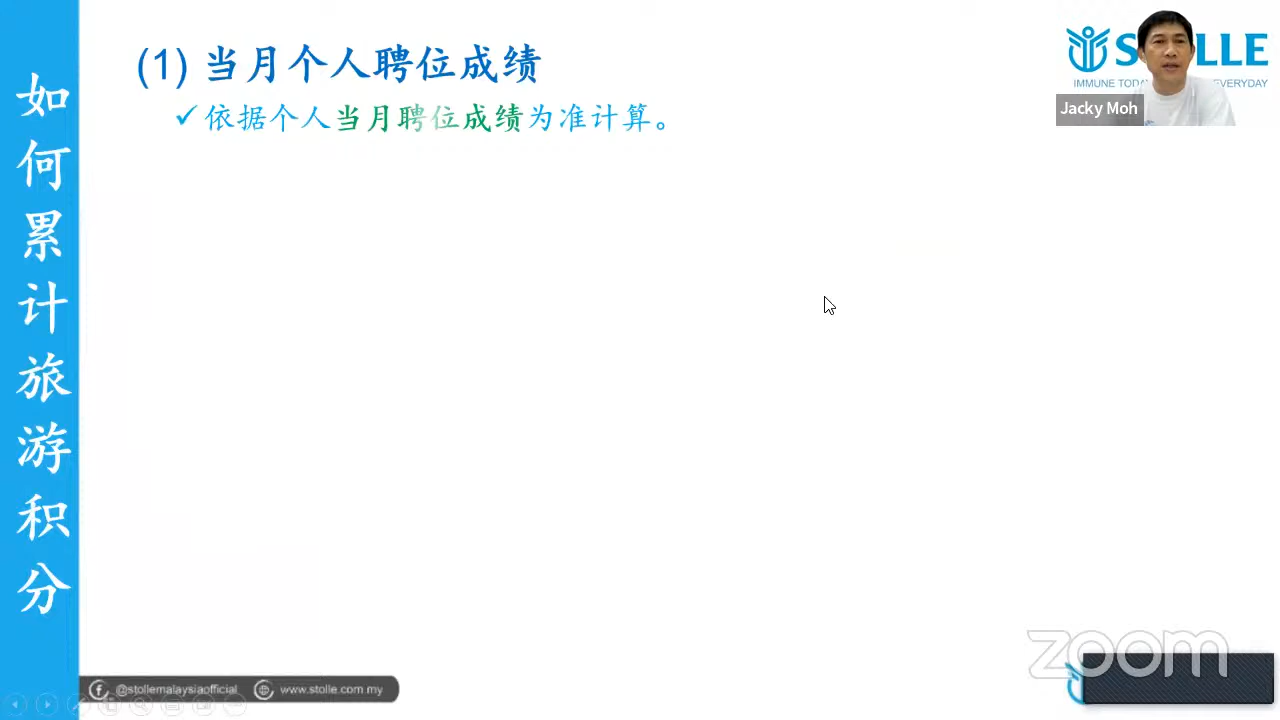 如何累计旅游积分
(1) 当月个人聘位成绩
✓依据个人当月聘位成绩为准计算。
STOLLE
IMMUNE TODAY EVERYDAY
Jacky Moh
@stollemalaysiaofficial www.stolle.com.my
zoom